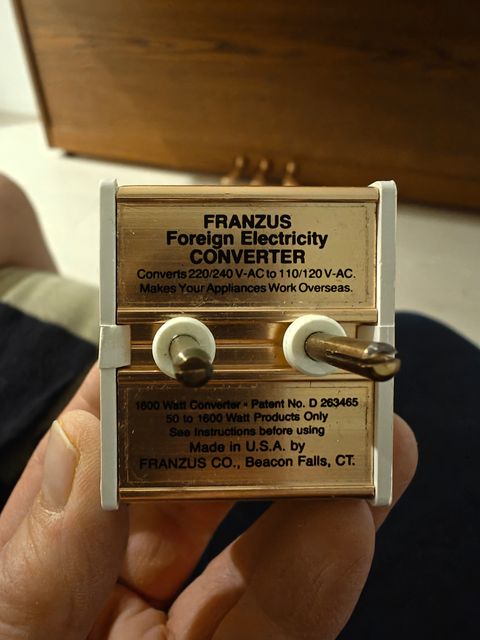 FRANZUS
Foreign Electricity
CONVERTER
Converts 220/240 V-AC to 110/120 V-AC.
Makes Your Appliances Work Overseas.
1600 Watt Converter • Patent No. D 263465
50 to 1600 Watt Products Only
See Instructions before using
Made in U.S.A. by
FRANZUS CO., Beacon Falls, CT.